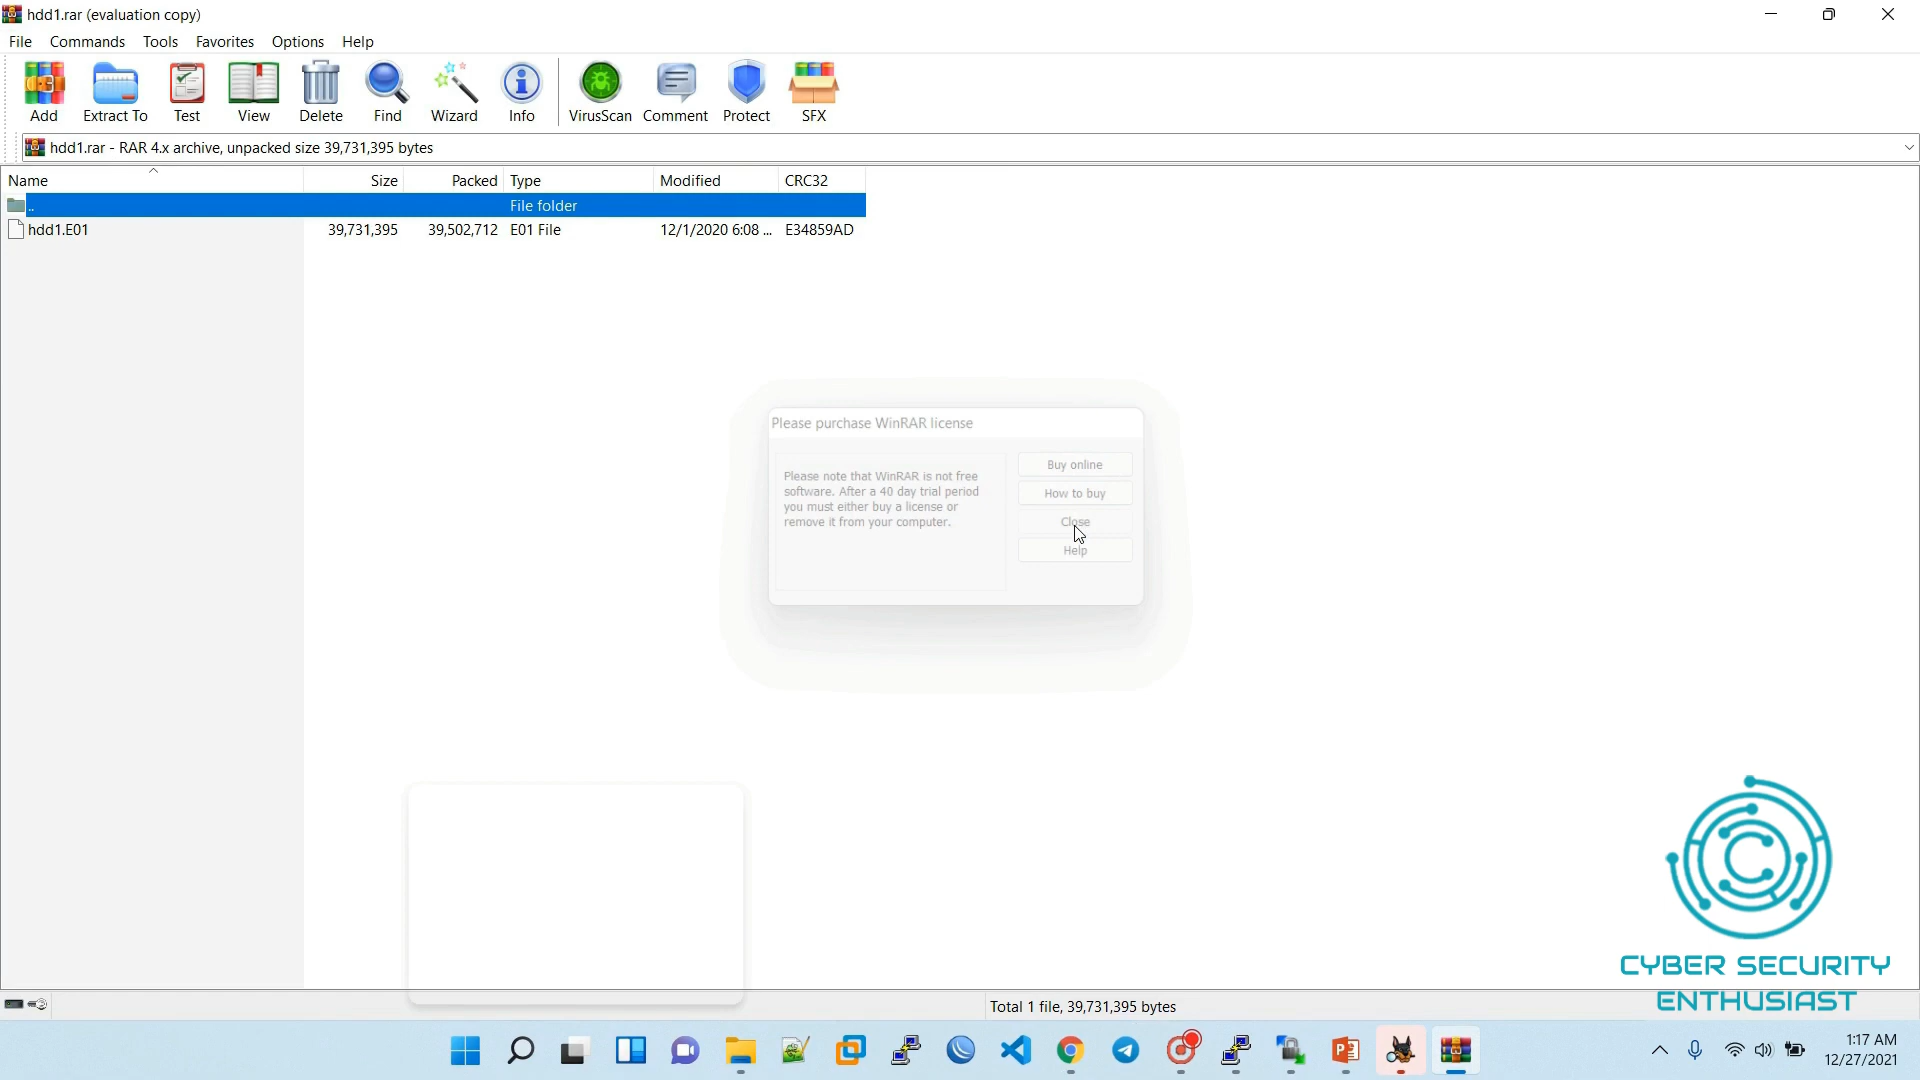 hdd1.rar (evaluation copy)
File Commands Tools Favorites Options Help
Add Extract To Test View Delete Find Wizard Info VirusScan Comment Protect SFX
hdd1.rar - RAR 4.x archive, unpacked size 39,731,395 bytes
Name Size Packed Type Modified CRC32
.. File folder
hdd1.E01 39,731,395 39,502,712 E01 File 12/1/2020 6:08 ... E34859AD
Please purchase WinRAR license
Please note that WinRAR is not free
software. After a 40 day trial period
you must either buy a license or
remove it from your computer.
Buy online
How to buy
Close
Help
CYBER SECURITY
ENTHUSIAST
Total 1 file, 39,731,395 bytes
1:17 AM
12/27/2021